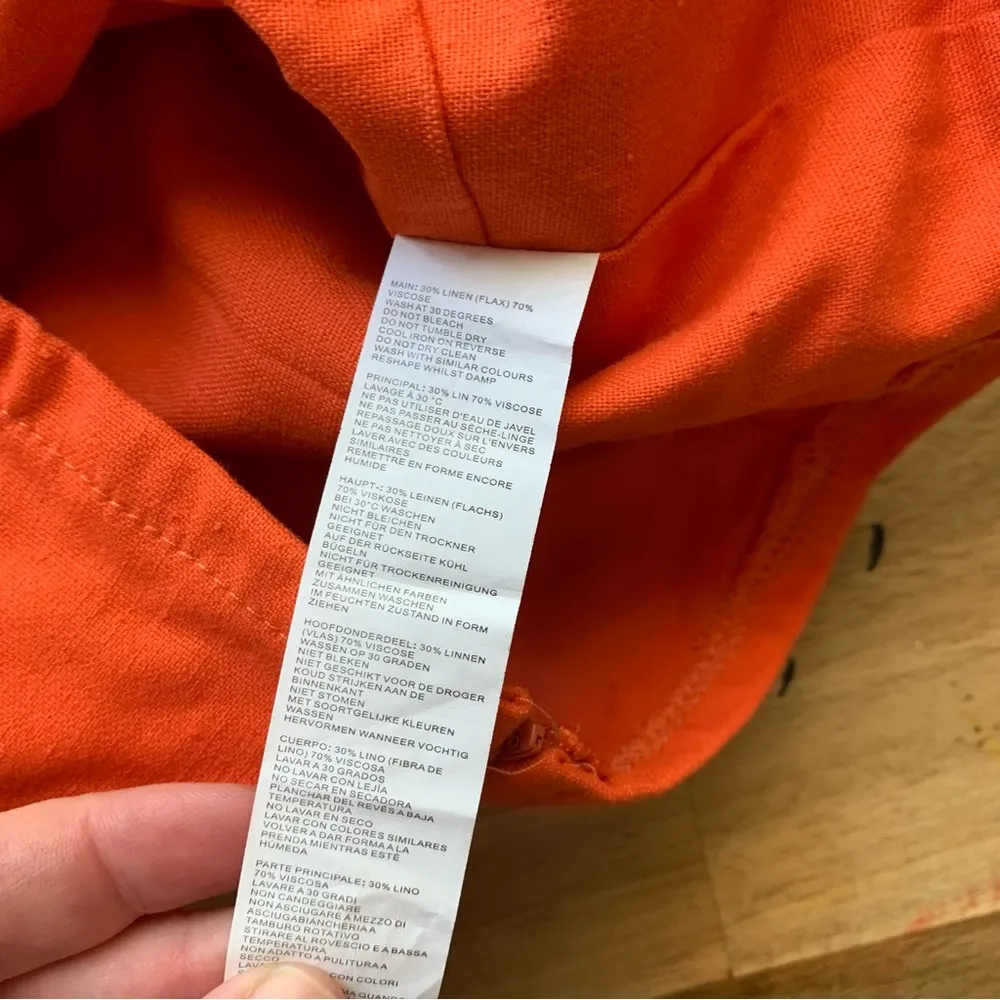 MAIN: 30% LINEN (FLAX) 70%
VISCOSE
WASH AT 30 DEGREES
DO NOT BLEACH
DO NOT TUMBLE DRY
COOL IRON ON REVERSE
DO NOT DRY CLEAN
WASH WITH SIMILAR COLOURS
RESHAPE WHILST DAMP
PRINCIPAL: 30% LIN 70% VISCOSE
LAVAGE À 30 °C
NE PAS UTILISER D'EAU DE JAVEL
NE PAS PASSER AU SÈCHE-LINGE
REPASSAGE DOUX SUR L'ENVERS
NE PAS NETTOYER À SEC
LAVER AVEC DES COULEURS
SIMILAIRES
REMETTRE EN FORME ENCORE
HUMIDE
HAUPT-: 30% LEINEN (FLACHS)
70% VISKOSE
BEI 30°C WASCHEN
NICHT BLEICHEN
NICHT FÜR DEN TROCKNER
GEEIGNET
AUF DER RÜCKSEITE KÜHL
BÜGELN
NICHT FÜR TROCKENREINIGUNG
GEEIGNET
MIT ÄHNLICHEN FARBEN
ZUSAMMEN WASCHEN
IM FEUCHTEN ZUSTAND IN FORM
ZIEHEN
HOOFDONDERDEEL: 30% LINNEN
(VLAS) 70% VISCOSE
WASSEN OP 30 GRADEN
NIET BLEKEN
NIET GESCHIKT VOOR DE DROGER
KOUD STRIJKEN AAN DE
BINNENKANT
NIET STOMEN
MET SOORTGELIJKE KLEUREN
WASSEN
HERVORMEN WANNEER VOCHTIG
CUERPO: 30% LINO (FIBRA DE
LINO) 70% VISCOSA
LAVAR A 30 GRADOS
NO LAVAR CON LEJÍA
NO SECAR EN SECADORA
PLANCHAR DEL REVÉS A BAJA
TEMPERATURA
NO LAVAR EN SECO
LAVAR CON COLORES SIMILARES
VOLVER A DAR FORMA A LA
PRENDA MIENTRAS ESTÉ
HÚMEDA
PARTE PRINCIPALE: 30% LINO
70% VISCOSA
LAVARE A 30 GRADI
NON CANDEGGIARE
NON ASCIUGARE A MEZZO DI
ASCIUGABIANCHERIA A
TAMBURO ROTATIVO
STIRARE AL ROVESCIO E A BASSA
TEMPERATURA
NON ADATTO A PULITURA A
SECCO
CON COLORI
QUANDO